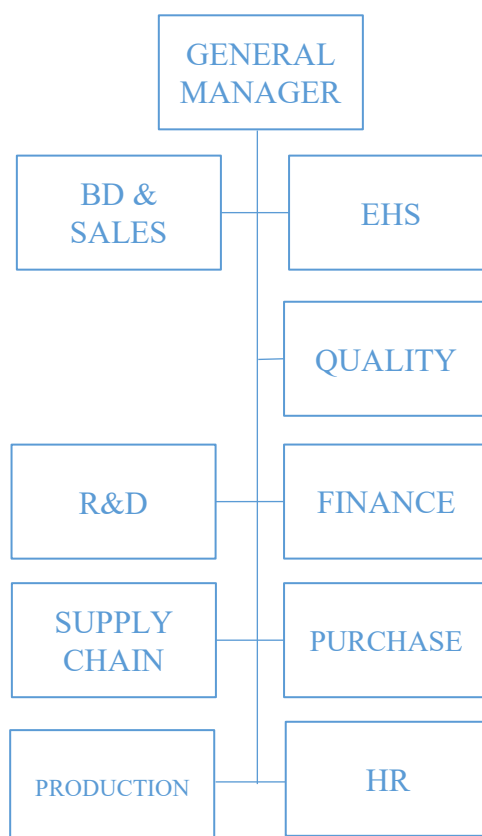 GENERAL
MANAGER
BD &
SALES
EHS
QUALITY
R&D
FINANCE
SUPPLY
CHAIN
PURCHASE
PRODUCTION
HR